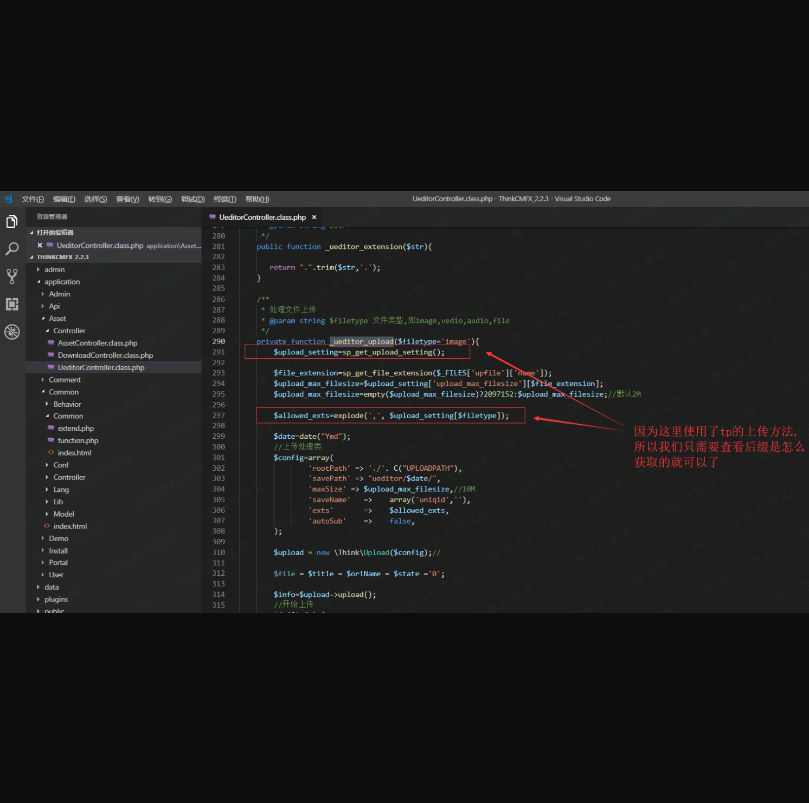 文件(F) 编辑(E) 选择(S) 查看(V) 转到(G) 调试(D) 终端(T) 帮助(H)
UeditorController.class.php - ThinkCMFX_2.2.3 - Visual Studio Code
资源管理器
打开的编辑器
UeditorController.class.php application\Asset...
THINKCMFX_2.2.3
admin
application
Admin
Api
Asset
Controller
AssetController.class.php
DownloadController.class.php
UeditorController.class.php
Comment
Common
Behavior
Common
extend.php
function.php
index.html
Conf
Controller
Lang
Lib
Model
index.html
Demo
Install
Portal
User
data
plugins
public
UeditorController.class.php
280 */
281 public function _ueditor_extension($str){
282
283 return ".".trim($str,'.');
284 }
285
286 /**
287 * 处理文件上传
288 * @param string $filetype 文件类型,如image,vedio,audio,file
289 */
290 private function _ueditor_upload($filetype='image'){
291 $upload_setting=sp_get_upload_setting();
292
293 $file_extension=sp_get_file_extension($_FILES['upfile']['name']);
294 $upload_max_filesize=$upload_setting['upload_max_filesize'][$file_extension];
295 $upload_max_filesize=empty($upload_max_filesize)?2097152:$upload_max_filesize;//默认2M
296
297 $allowed_exts=explode(',', $upload_setting[$filetype]);
298
299 $date=date("Ymd");
300 //上传处理类
301 $config=array(
302 'rootPath' => './'. C("UPLOADPATH"),
303 'savePath' => "ueditor/$date/",
304 'maxSize' => $upload_max_filesize,//10M
305 'saveName' => array('uniqid',''),
306 'exts' => $allowed_exts,
307 'autoSub' => false,
308 );
309
310 $upload = new \Think\Upload($config);//
311
312 $file = $title = $oriName = $state ='0';
313
314 $info=$upload->upload();
315 //开始上传
因为这里使用了tp的上传方法,
所以我们只需要查看后缀是怎么
获取的就可以了